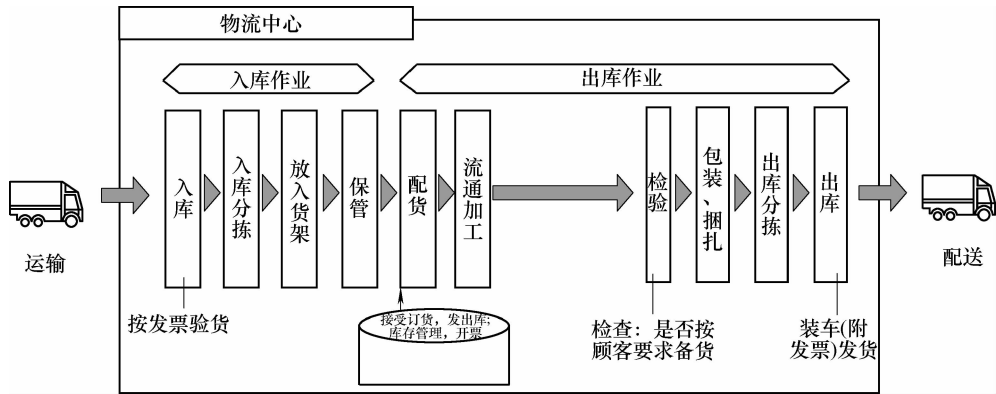 物流中心
入库作业
出库作业
入库
入库分拣
放入货架
保管
配货
流通加工
检验
包装、捆扎
出库分拣
出库
运输
配送
按发票验货
接受订货，发出库;
库存管理，开票
检查：是否按
顾客要求备货
装车(附
发票)发货